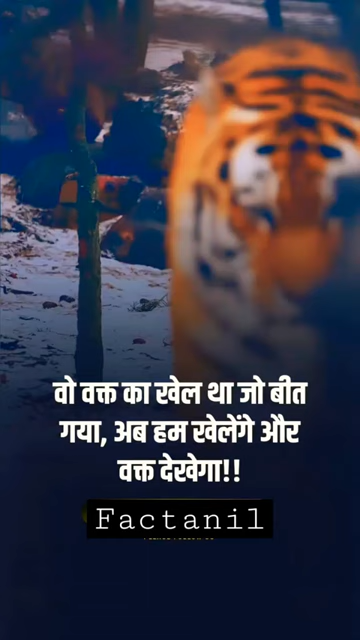 वो वक्त का खेल था जो बीत
गया, अब हम खेलेंगे और
वक्त देखेगा!!
Factanil